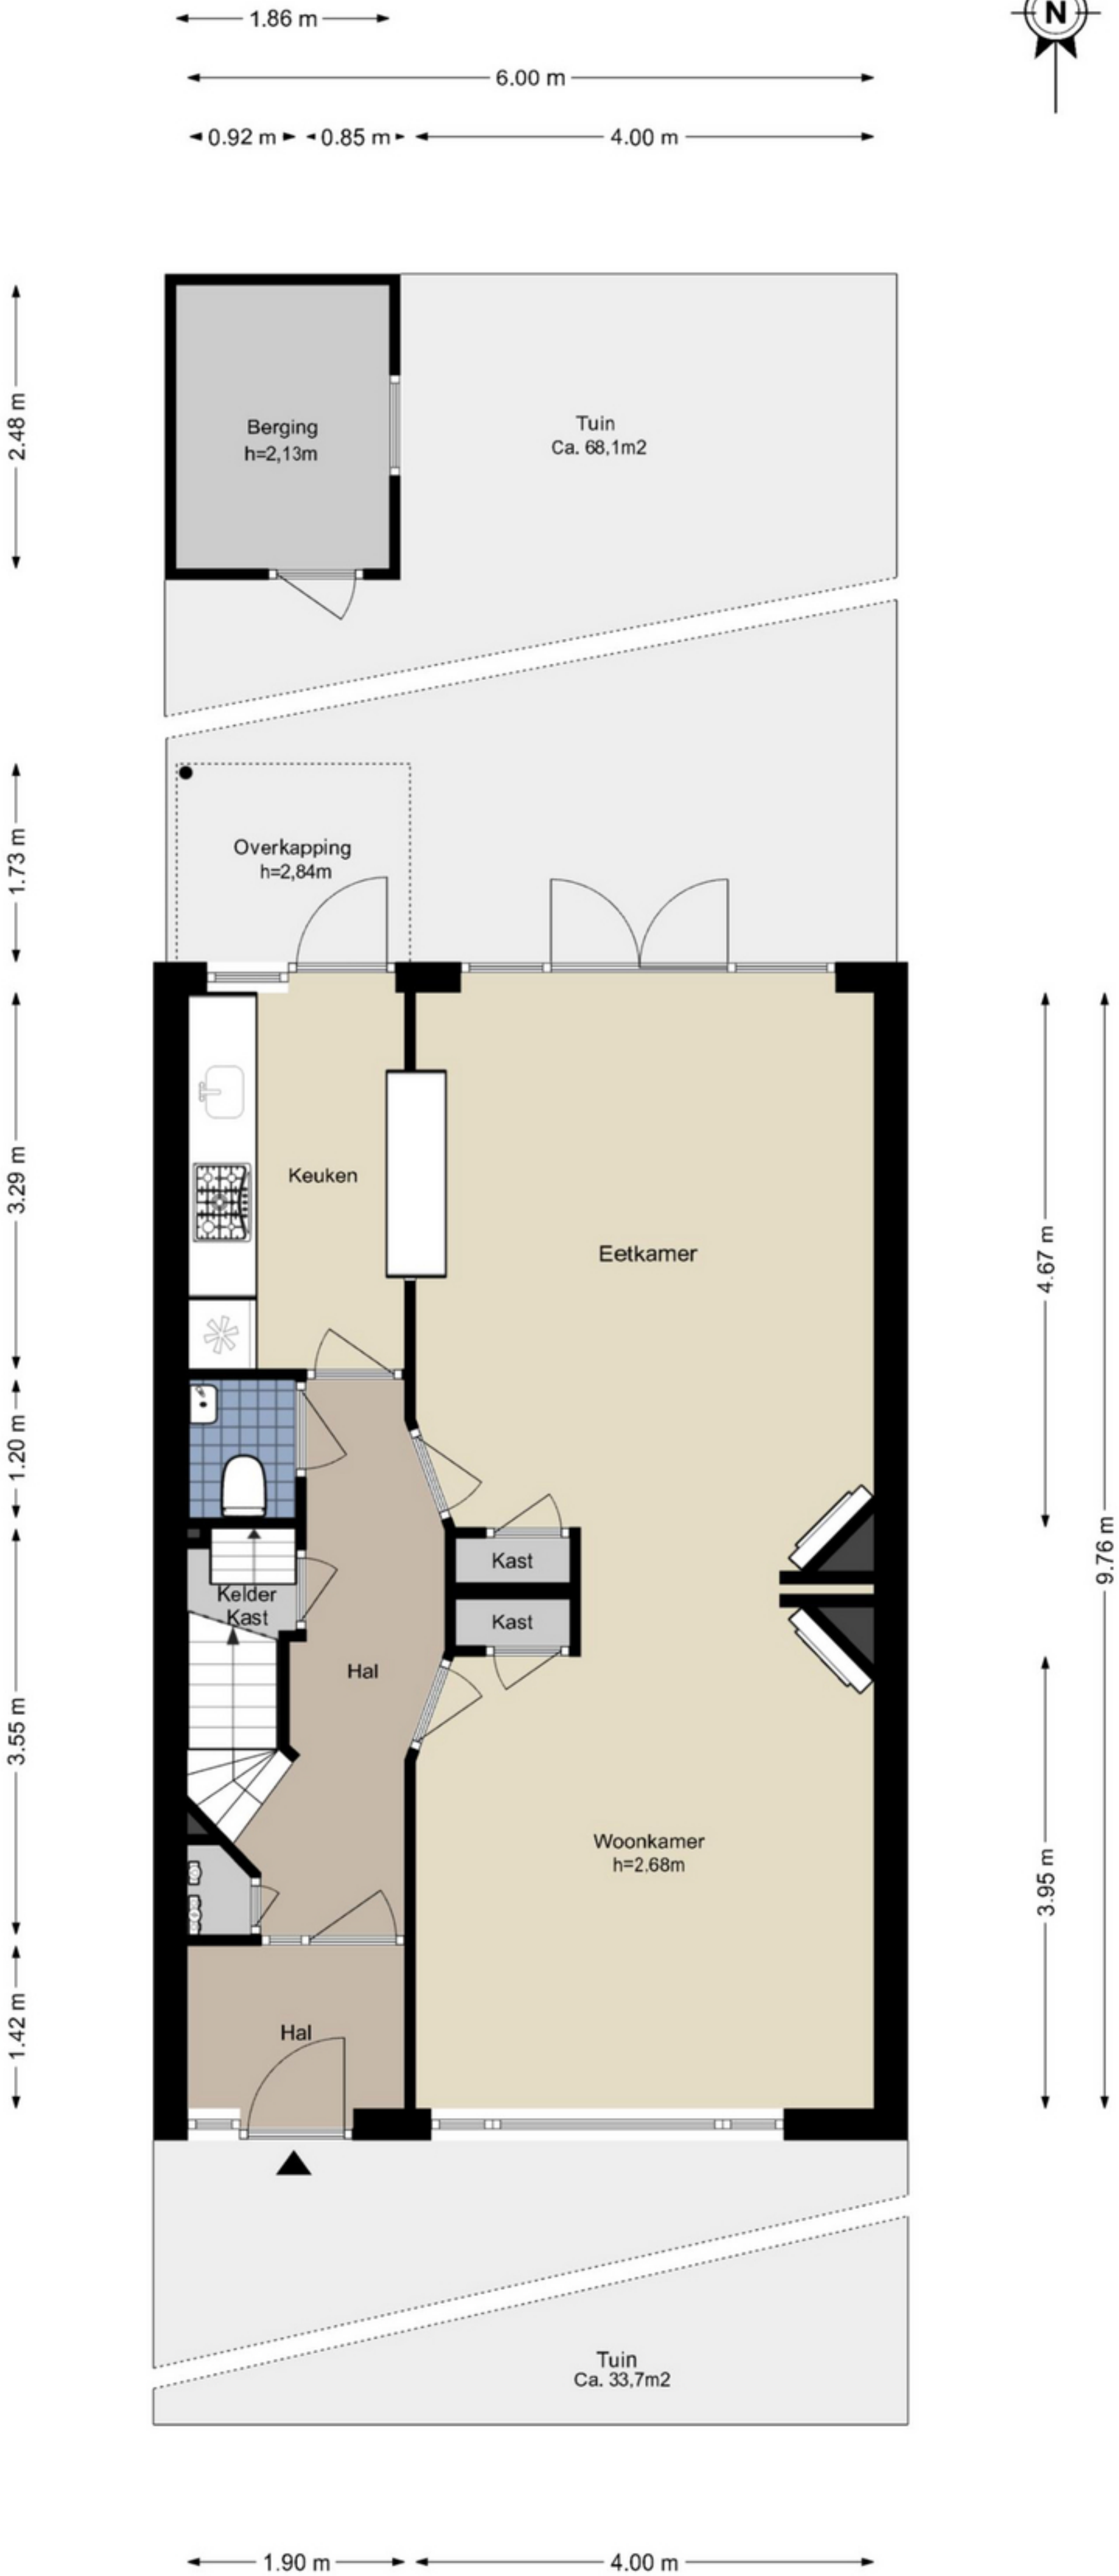 1.86 m
N
6.00 m
0.92 m
0.85 m
4.00 m
2.48 m
Berging
h=2,13m
Tuin
Ca. 68,1m2
1.73 m
Overkapping
h=2,84m
3.29 m
Keuken
Eetkamer
4.67 m
1.20 m
9.76 m
Kast
Kelder
Kast
Kast
Hal
3.55 m
Woonkamer
h=2.68m
3.95 m
1.42 m
Hal
Tuin
Ca. 33,7m2
1.90 m
4.00 m